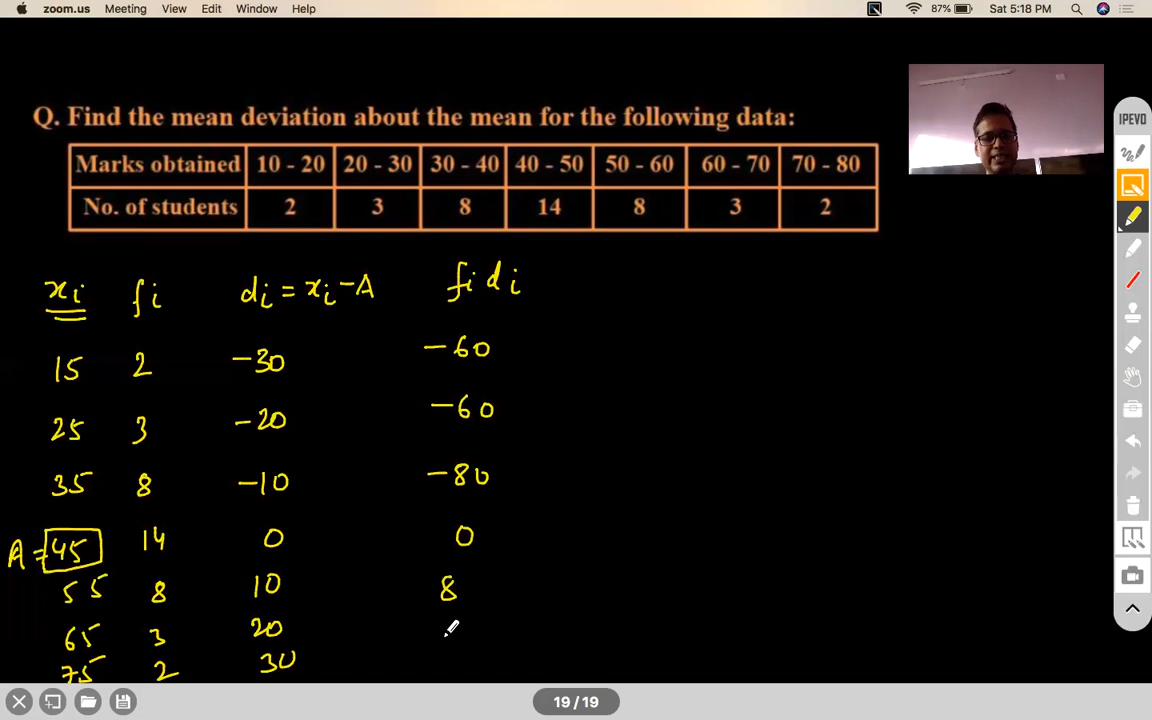 zoom.us Meeting View Edit Window Help 87% Sat 5:18 PM
IPEVO
Q. Find the mean deviation about the mean for the following data:
Marks obtained 10 - 20 20 - 30 30 - 40 40 - 50 50 - 60 60 - 70 70 - 80
No. of students 2 3 8 14 8 3 2
xi fi di = xi - A fi di
15 2 -30 -60
25 3 -20 -60
35 8 -10 -80
A = 45 14 0 0
55 8 10 8
65 3 20
75 2 30
19 / 19